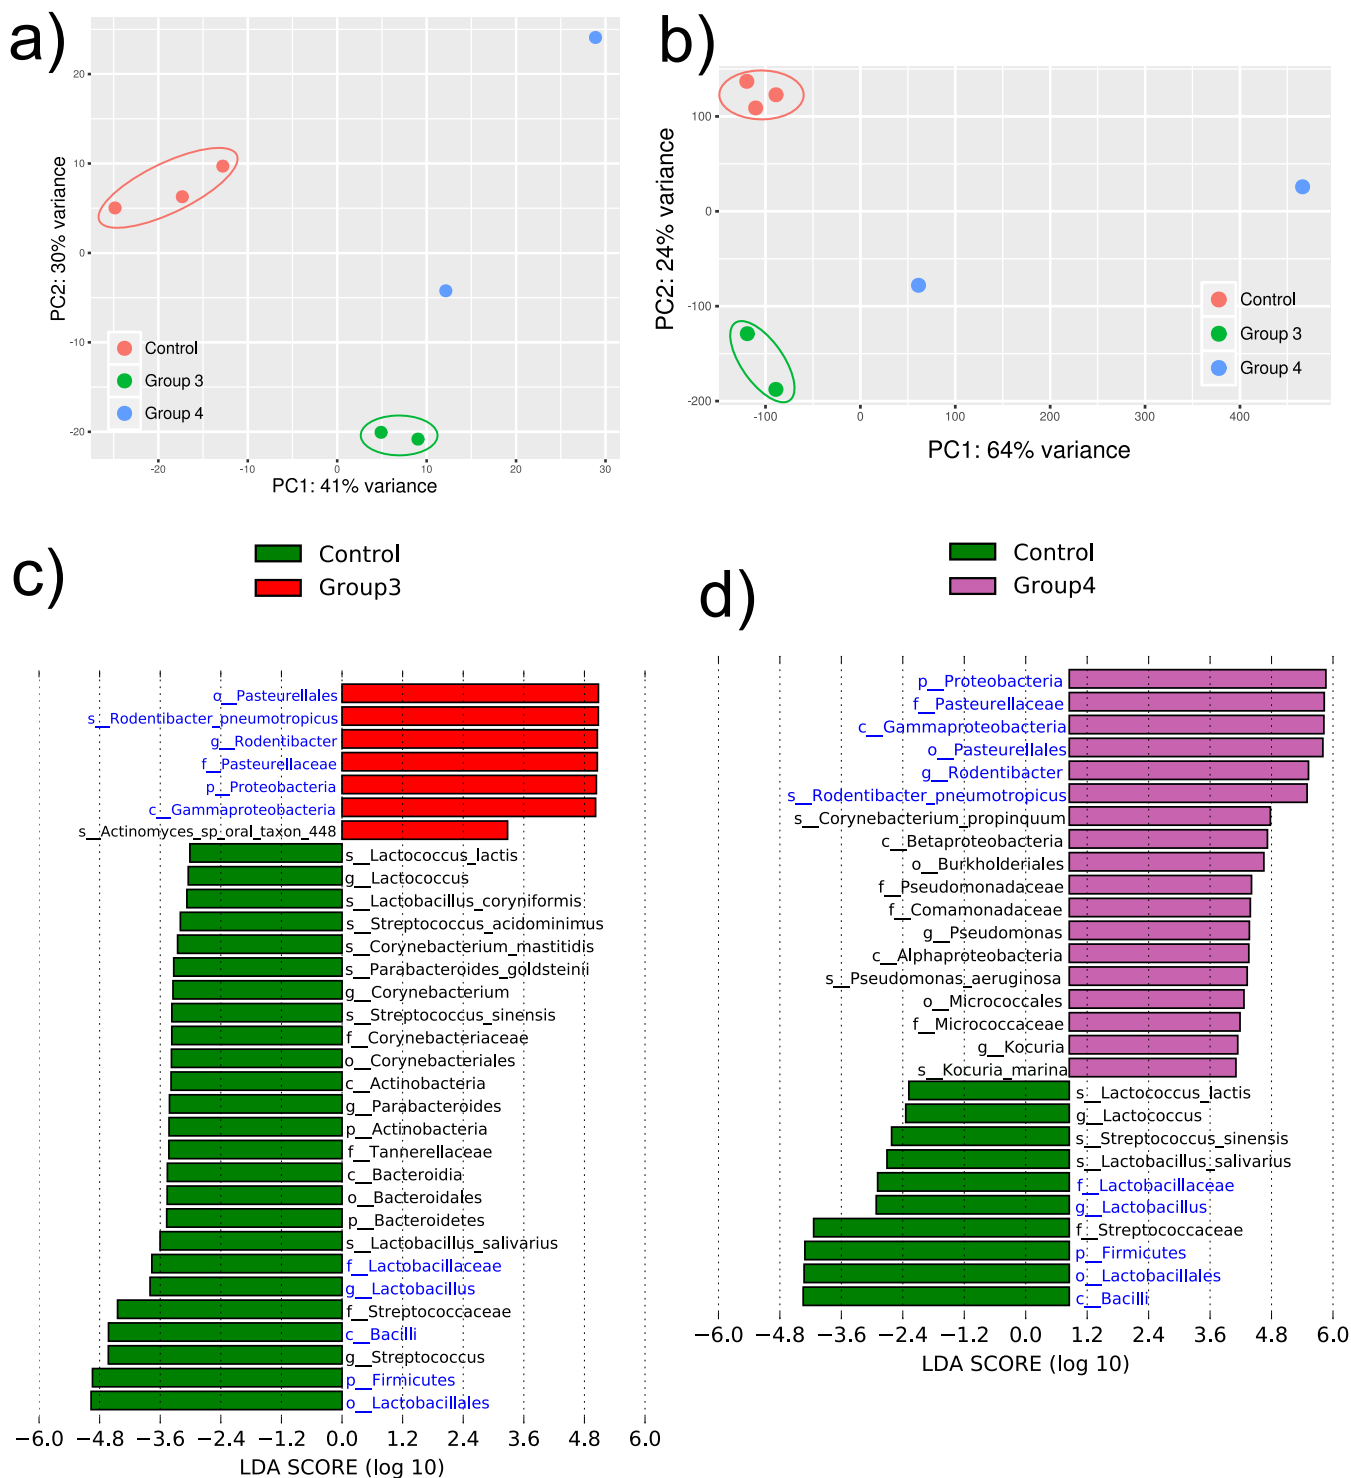 a)
20
10
0
-10
-20
PC2: 30% variance
Control
Group 3
Group 4
-20
-10
0
10
20
30
PC1: 41% variance
b)
100
0
-100
-200
PC2: 24% variance
Control
Group 3
Group 4
-100
0
100
200
300
400
PC1: 64% variance
c)
Control
Group3
o__Pasteurellales
s__Rodentibacter_pneumotropicus
g__Rodentibacter
f__Pasteurellaceae
p__Proteobacteria
c__Gammaproteobacteria
s__Actinomyces_sp_oral_taxon_448
s__Lactococcus_lactis
g__Lactococcus
s__Lactobacillus_coryniformis
s__Streptococcus_acidominimus
s__Corynebacterium_mastitidis
s__Parabacteroides_goldsteinii
g__Corynebacterium
s__Streptococcus_sinensis
f__Corynebacteriaceae
o__Corynebacteriales
c__Actinobacteria
g__Parabacteroides
p__Actinobacteria
f__Tannerellaceae
c__Bacteroidia
o__Bacteroidales
p__Bacteroidetes
s__Lactobacillus_salivarius
f__Lactobacillaceae
g__Lactobacillus
f__Streptococcaceae
c__Bacilli
g__Streptococcus
p__Firmicutes
o__Lactobacillales
−6.0 −4.8 −3.6 −2.4 −1.2 0.0 1.2 2.4 3.6 4.8 6.0
LDA SCORE (log 10)
d)
Control
Group4
p__Proteobacteria
f__Pasteurellaceae
c__Gammaproteobacteria
o__Pasteurellales
g__Rodentibacter
s__Rodentibacter_pneumotropicus
s__Corynebacterium_propinquum
c__Betaproteobacteria
o__Burkholderiales
f__Pseudomonadaceae
f__Comamonadaceae
g__Pseudomonas
c__Alphaproteobacteria
s__Pseudomonas_aeruginosa
o__Micrococcales
f__Micrococcaceae
g__Kocuria
s__Kocuria_marina
s__Lactococcus_lactis
g__Lactococcus
s__Streptococcus_sinensis
s__Lactobacillus_salivarius
f__Lactobacillaceae
g__Lactobacillus
f__Streptococcaceae
p__Firmicutes
o__Lactobacillales
c__Bacilli
−6.0 −4.8 −3.6 −2.4 −1.2 0.0 1.2 2.4 3.6 4.8 6.0
LDA SCORE (log 10)